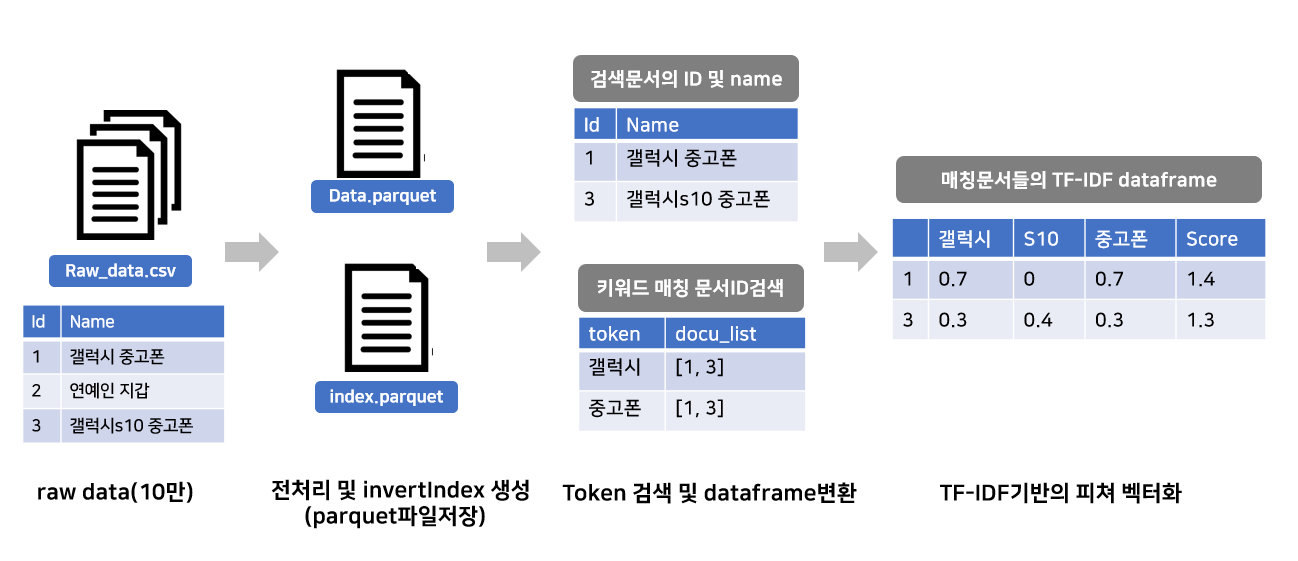 Raw_data.csv
Id Name
1 갤럭시 중고폰
2 연예인 지갑
3 갤럭시s10 중고폰
raw data(10만)
Data.parquet
index.parquet
전처리 및 invertIndex 생성
(parquet파일저장)
검색문서의 ID 및 name
Id Name
1 갤럭시 중고폰
3 갤럭시s10 중고폰
키워드 매칭 문서ID검색
token docu_list
갤럭시 [1, 3]
중고폰 [1, 3]
Token 검색 및 dataframe변환
매칭문서들의 TF-IDF dataframe
갤럭시 S10 중고폰 Score
1 0.7 0 0.7 1.4
3 0.3 0.4 0.3 1.3
TF-IDF기반의 피쳐 벡터화